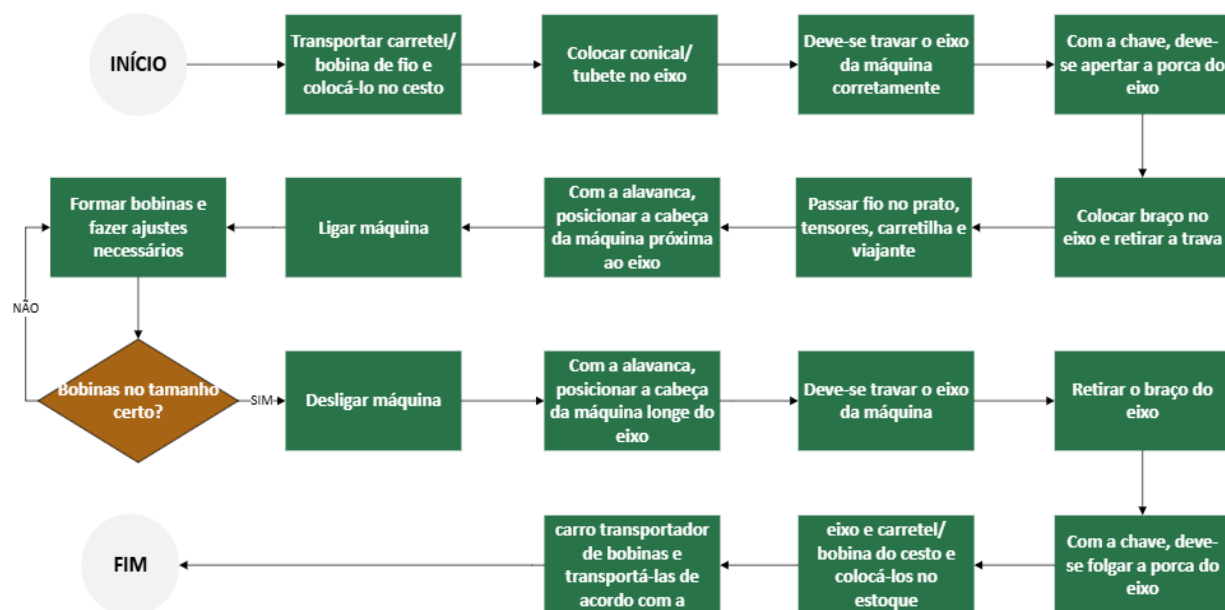 INÍCIO
Transportar carretel/
bobina de fio e
colocá-lo no cesto
Colocar conical/
tubete no eixo
Deve-se travar o eixo
da máquina
corretamente
Com a chave, deve-
se apertar a porca do
eixo
Colocar braço no
eixo e retirar a trava
Passar fio no prato,
tensores, carretilha e
viajante
Com a alavanca,
posicionar a cabeça
da máquina próxima
ao eixo
Ligar máquina
Formar bobinas e
fazer ajustes
necessários
NÃO
Bobinas no tamanho
certo?
SIM
Desligar máquina
Com a alavanca,
posicionar a cabeça
da máquina longe do
eixo
Deve-se travar o eixo
da máquina
Retirar o braço do
eixo
Com a chave, deve-
se folgar a porca do
eixo
eixo e carretel/
bobina do cesto e
colocá-los no
estoque
carro transportador
de bobinas e
transportá-las de
acordo com a
FIM